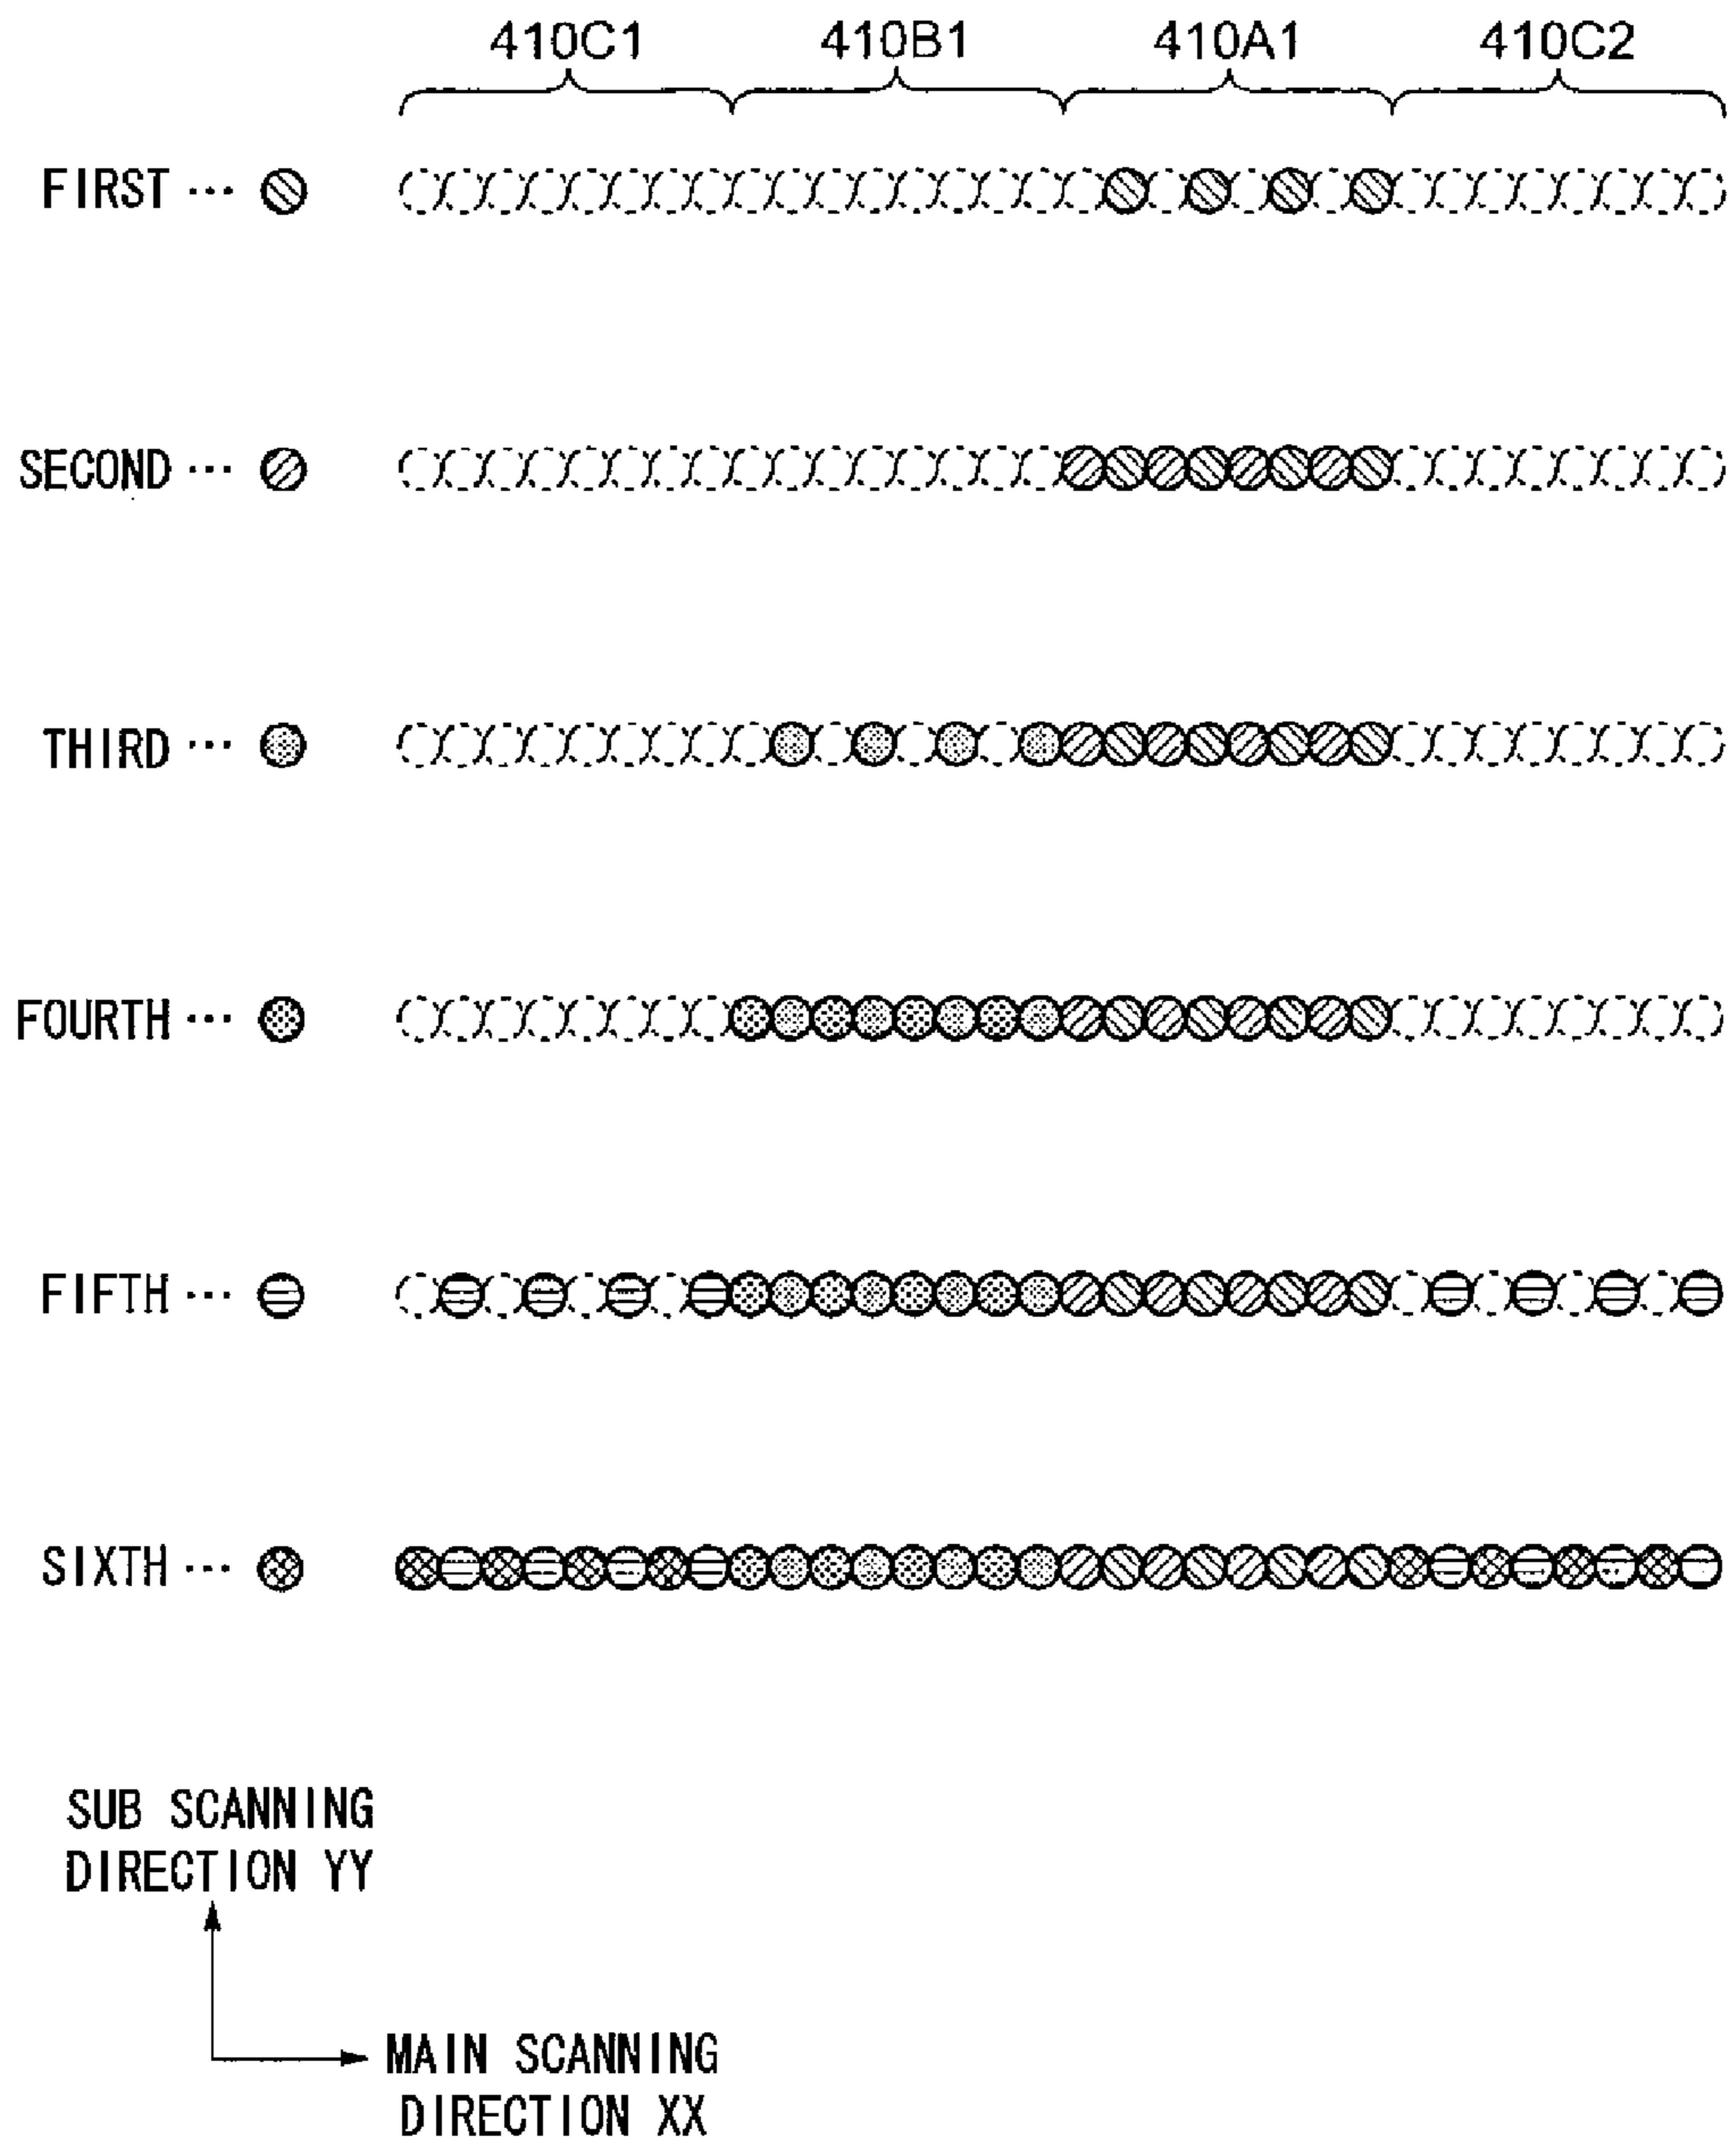 410C1 410B1 410A1 410C2
FIRST ···
SECOND ···
THIRD ···
FOURTH ···
FIFTH ···
SIXTH ···
SUB SCANNING
DIRECTION YY
MAIN SCANNING
DIRECTION XX